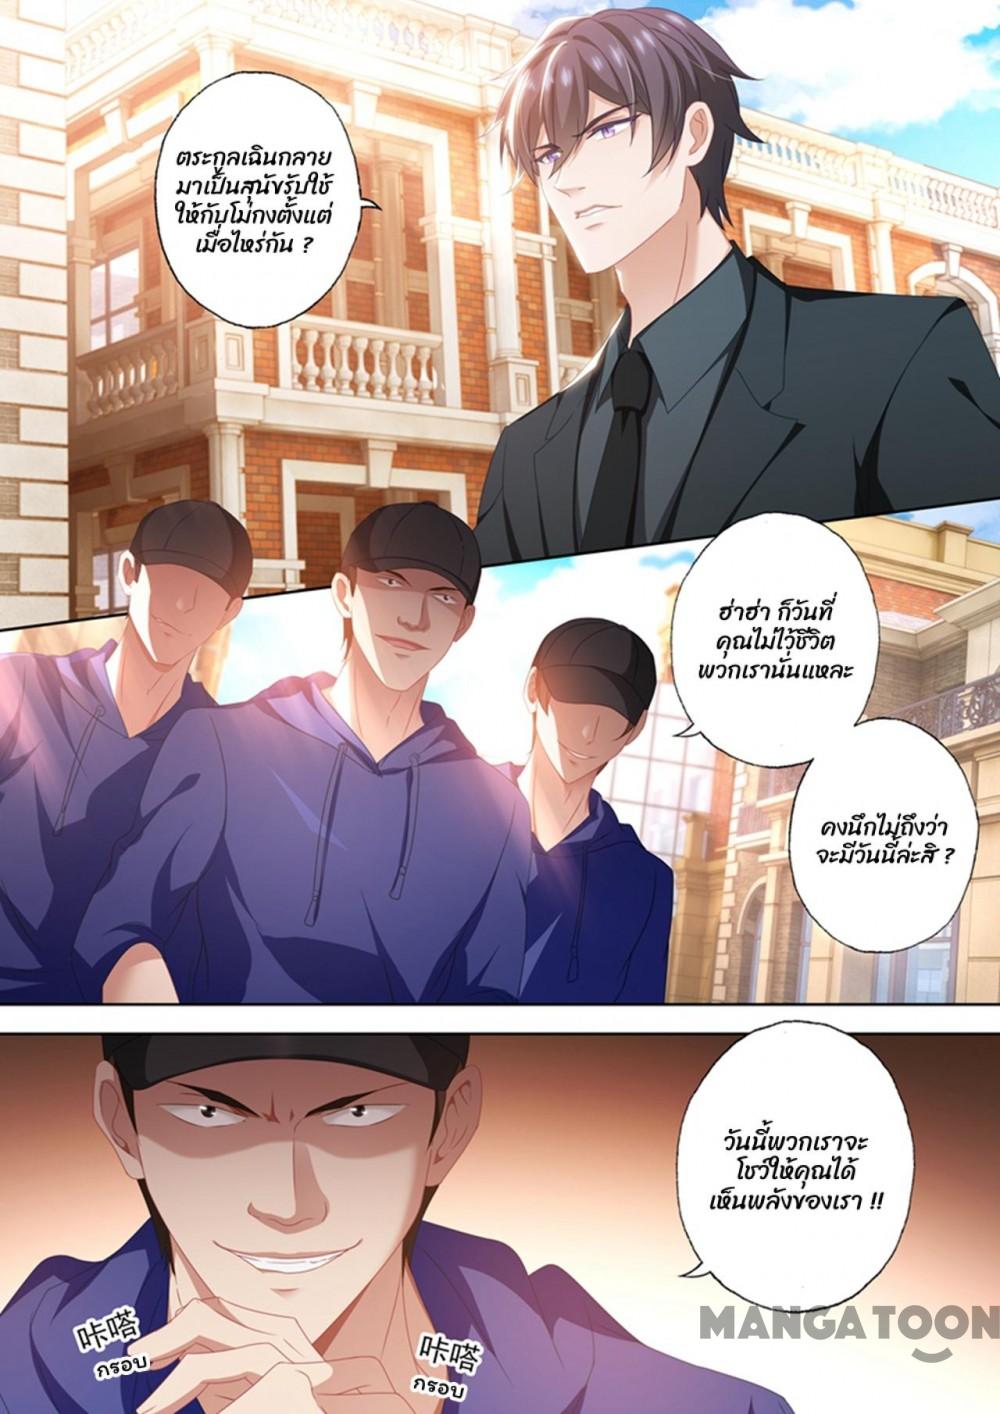 ตระกูลเฉินกลาย
มาเป็นสุนัขรับใช้
ให้กับโม่กงตั้งแต่
เมื่อไหร่กัน ?
ฮ่าฮ่า ก็วันที่
คุณไม่ไว้ชีวิต
พวกเรานั่นแหละ
คงนึกไม่ถึงว่า
จะมีวันนี้ล่ะสิ ?
วันนี้พวกเราจะ
โชว์ให้คุณได้
เห็นพลังของเรา !!
咔嗒
กรอบ
咔嗒
กรอบ
MANGATOON